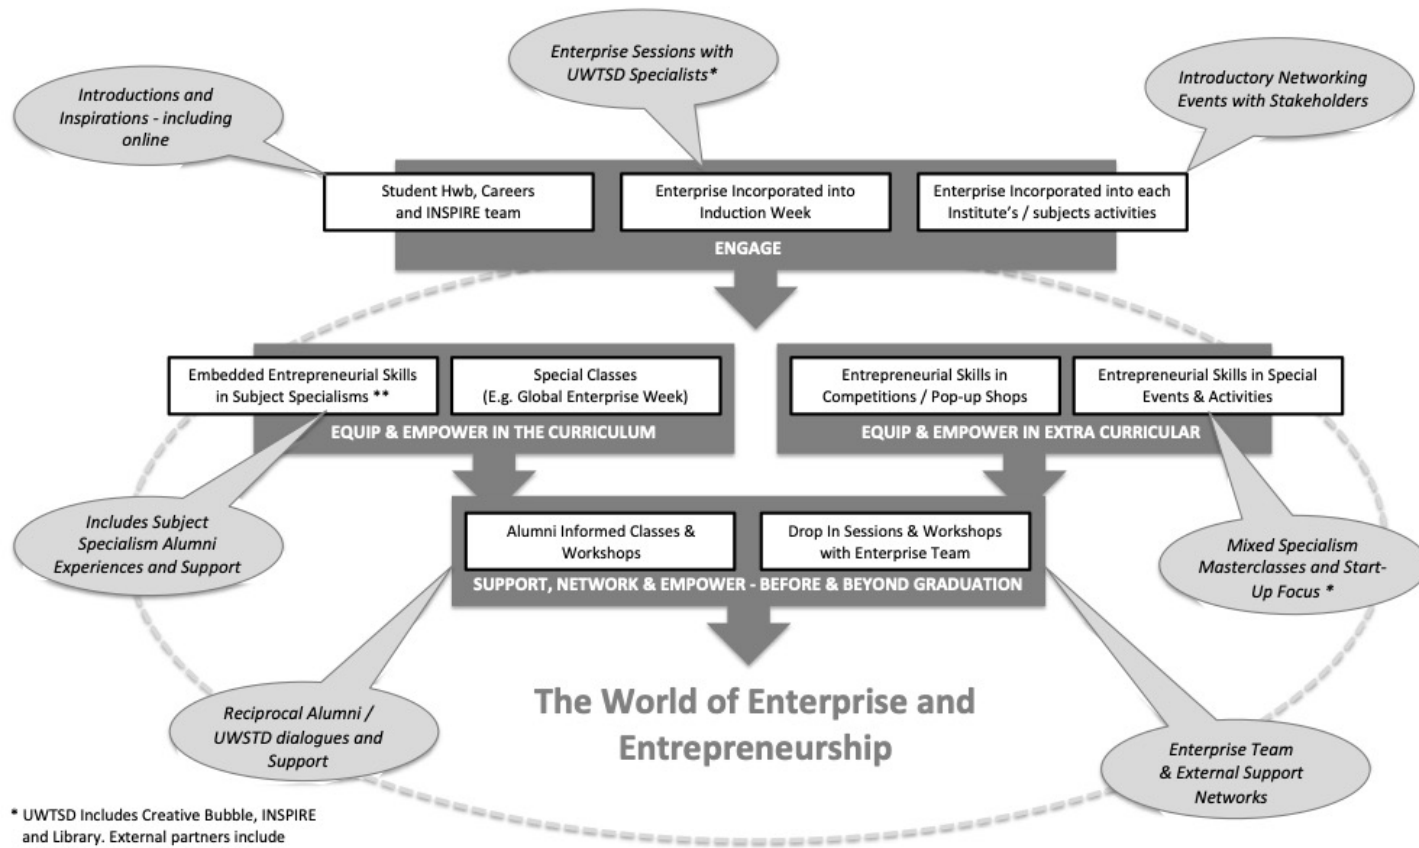 Enterprise Sessions with
UWTSD Specialists*
Introductions and
Inspirations - including
online
Introductory Networking
Events with Stakeholders
Student Hwb, Careers
and INSPIRE team
Enterprise Incorporated into
Induction Week
Enterprise Incorporated into each
Institute's / subjects activities
ENGAGE
Embedded Entrepreneurial Skills
in Subject Specialisms **
Special Classes
(E.g. Global Enterprise Week)
EQUIP & EMPOWER IN THE CURRICULUM
Entrepreneurial Skills in
Competitions / Pop-up Shops
Entrepreneurial Skills in Special
Events & Activities
EQUIP & EMPOWER IN EXTRA CURRICULAR
Includes Subject
Specialism Alumni
Experiences and Support
Alumni Informed Classes &
Workshops
Drop In Sessions & Workshops
with Enterprise Team
SUPPORT, NETWORK & EMPOWER - BEFORE & BEYOND GRADUATION
Mixed Specialism
Masterclasses and Start-
Up Focus *
The World of Enterprise and
Entrepreneurship
Reciprocal Alumni /
UWSTD dialogues and
Support
Enterprise Team
& External Support
Networks
* UWTSD Includes Creative Bubble, INSPIRE
and Library. External partners include